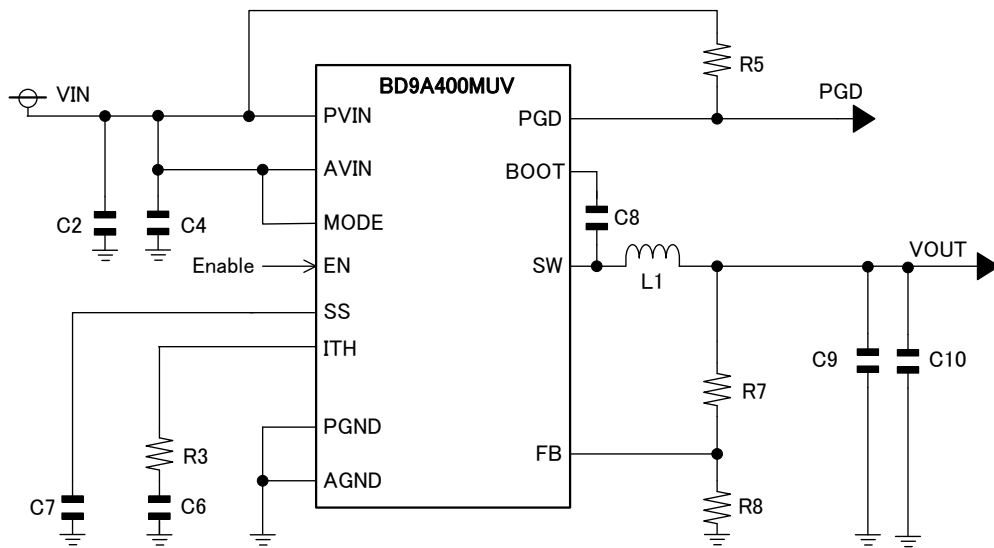 BD9A400MUV
VIN
R5
PGD
PVIN
PGD
AVIN
BOOT
C2
C4
MODE
C8
Enable
EN
SW
L1
VOUT
SS
ITH
C9
C10
R7
PGND
R3
FB
AGND
C7
C6
R8